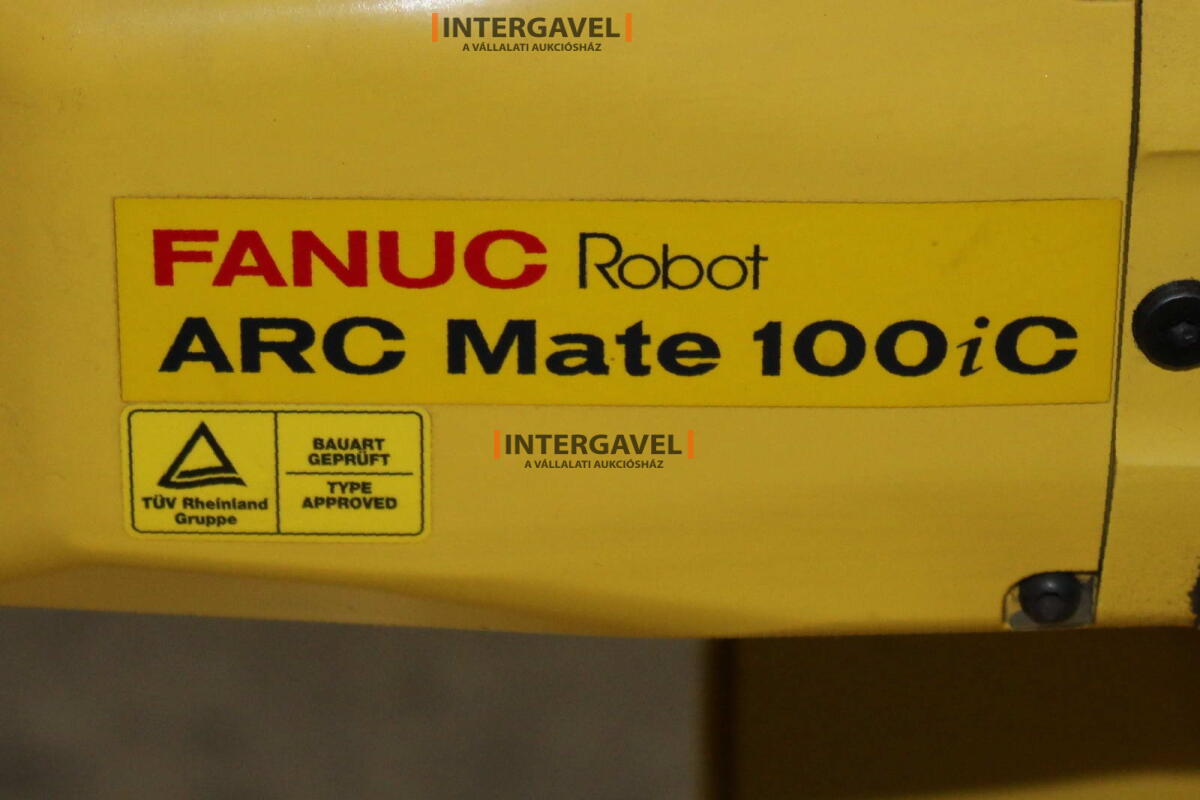 INTERGAVEL
A VÁLLALATI AUKCIÓSHÁZ
FANUC Robot
ARC Mate 100iC
TÜV Rheinland
Gruppe
BAUART
GEPRÜFT
TYPE
APPROVED
INTERGAVEL
A VÁLLALATI AUKCIÓSHÁZ